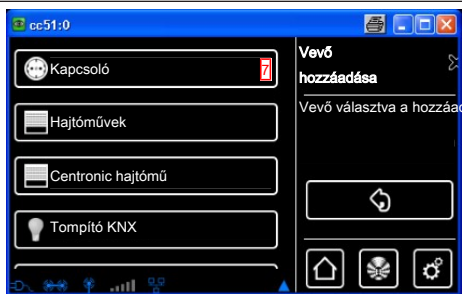 cc51:0
Kapcsoló
7
Hajtóművek
Centronic hajtómű
Tompító KNX
Vevő
hozzáadása
Vevő választva a hozzáad